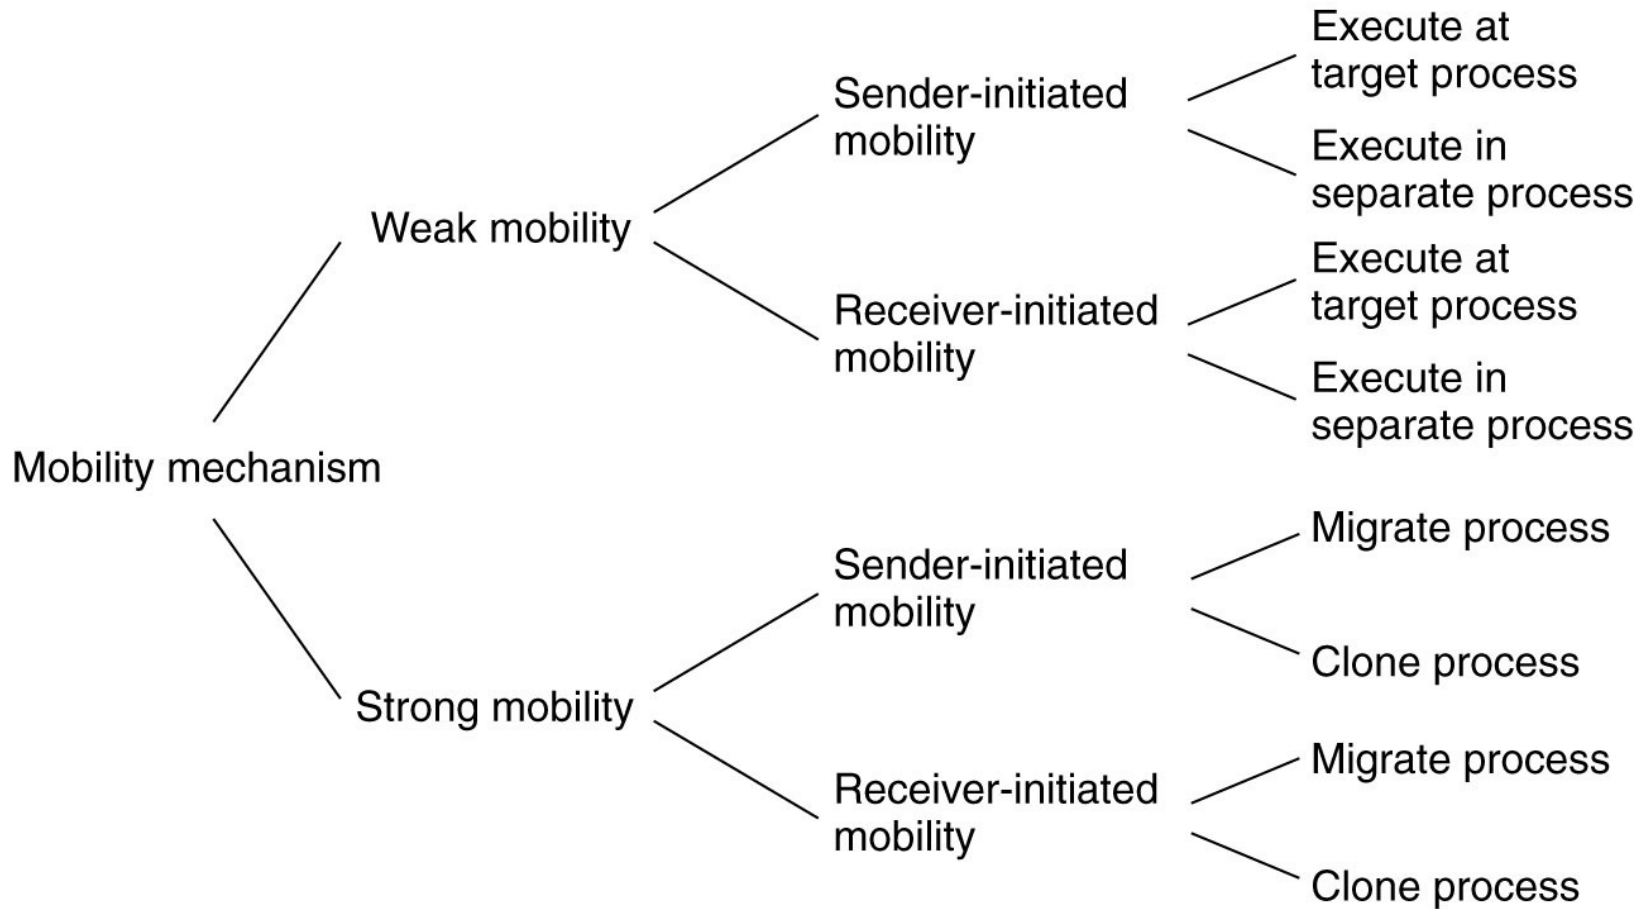 Execute at
target process
Sender-initiated
mobility
Execute in
separate process
Weak mobility
Execute at
target process
Receiver-initiated
mobility
Execute in
separate process
Mobility mechanism
Migrate process
Sender-initiated
mobility
Clone process
Strong mobility
Migrate process
Receiver-initiated
mobility
Clone process